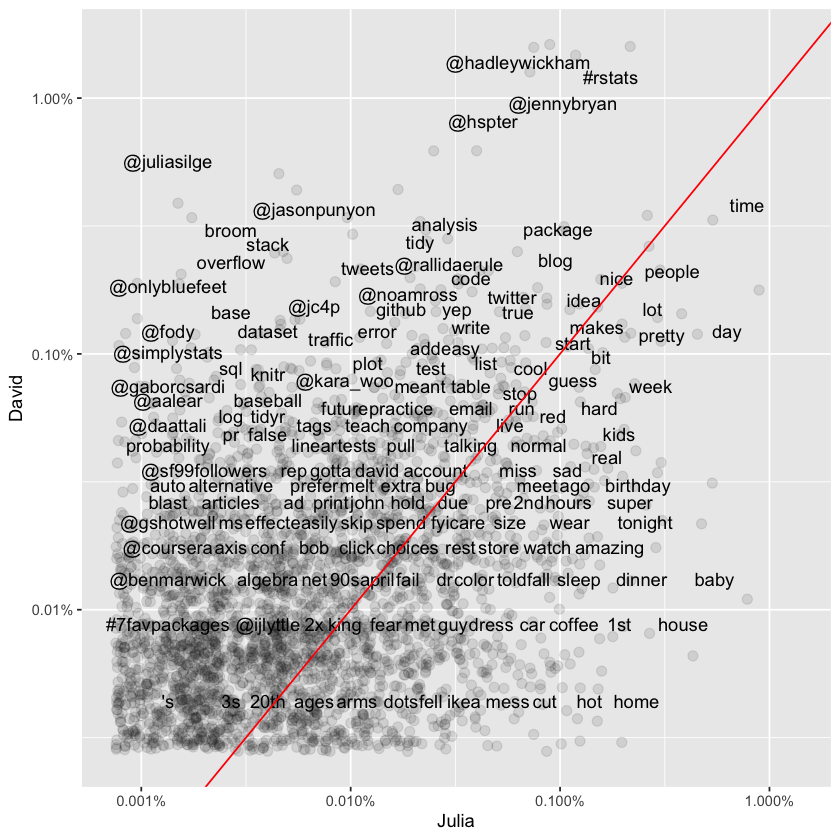 @hadleywickham
#rstats
1.00%
@jennybryan
@hspter
@juliasilge
time
@jasonpunyon
analysis
broom
package
stack
tidy
overflow
tweets
@rallidaerule
blog
people
@onlybluefeet
code
nice
@noamross
twitter
idea
base
@jc4p
github
yep
true
lot
@fody
dataset
traffic
error
write
makes
pretty
day
0.10%
@simplystats
addeasy
start
bit
sql
knitr
plot
test
list
cool
@gaborcsardi
@kara_woo
meant
table
guess
week
@aalear
baseball
stop
log
tidyr
future
practice
email
run
red
hard
@daattali
pr
false
tags
teach
company
live
kids
probability
linear
tests
pull
talking
normal
real
@sf99followers
rep
gotta
david
account
miss
sad
auto
alternative
prefer
melt
extra
bug
meet
ago
birthday
blast
articles
ad
print
john
hold
due
pre
2nd
hours
super
@gshotwell
ms
effect
easily
skip
spend
fyi
care
size
wear
tonight
@coursera
axis
conf
bob
click
choices
rest
store
watch
amazing
@benmarwick
algebra
net
90s
april
fail
dr
color
told
fall
sleep
dinner
baby
0.01%
#7favpackages
@ijlyttle
2x
king
fear
met
guy
dress
car
coffee
1st
house
's
3s
20th
ages
arms
dots
fell
ikea
mess
cut
hot
home
0.001%
0.010%
0.100%
1.000%
Julia
David